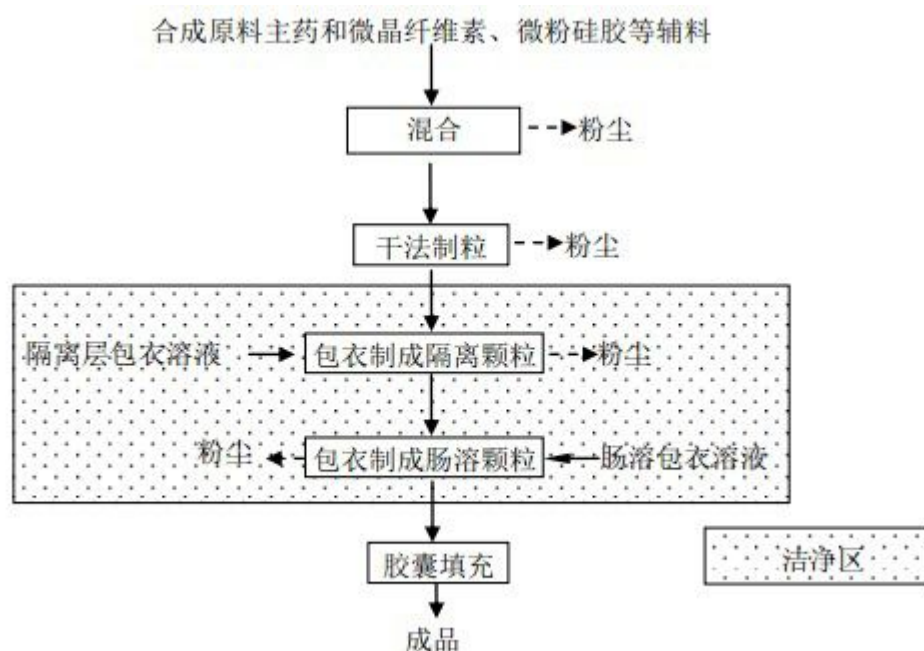 合成原料主药和微晶纤维素、微粉硅胶等辅料
混合
粉尘
干法制粒
粉尘
隔离层包衣溶液
包衣制成隔离颗粒
粉尘
粉尘
包衣制成肠溶颗粒
肠溶包衣溶液
胶囊填充
洁净区
成品